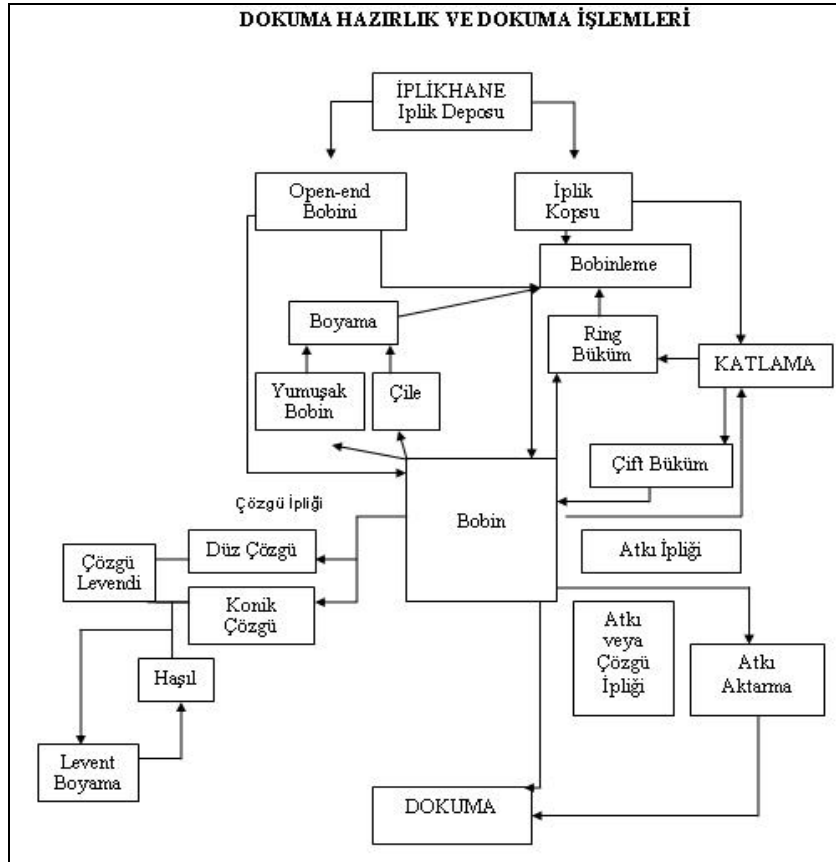 DOKUMA HAZIRLIK VE DOKUMA İŞLEMLERİ
İPLİKHANE
Iplik Deposu
Open-end
Bobini
İplik
Kopsu
Bobinleme
Boyama
Ring
Büküm
KATLAMA
Yumuşak
Bobin
Çile
Çift Büküm
Çözgü İpliği
Bobin
Düz Çözgü
Atkı İpliği
Çözgü
Levendi
Konik
Çözgü
Atkı
veya
Çözgü
İpliği
Atkı
Aktarma
Haşıl
Levent
Boyama
DOKUMA